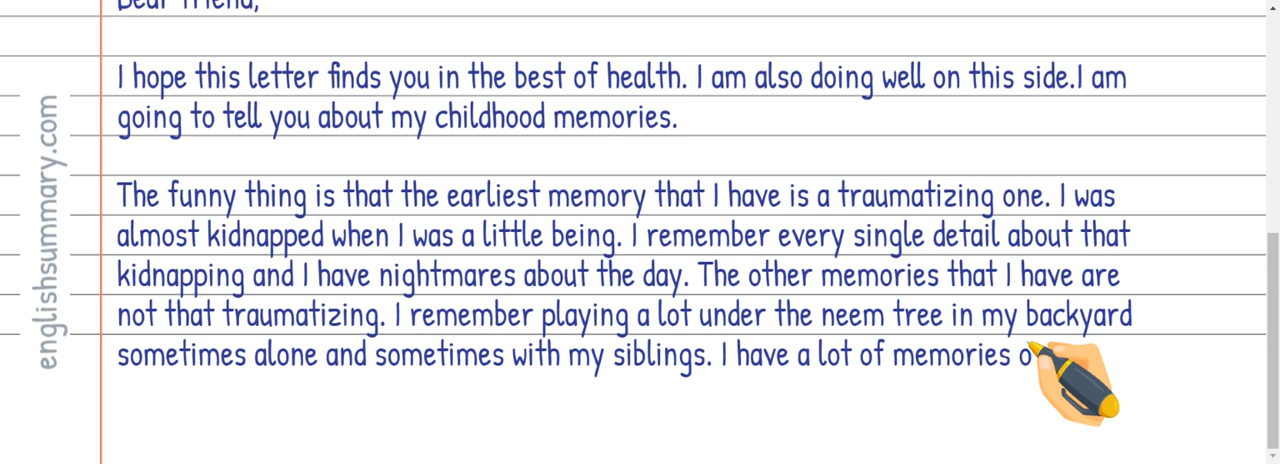 Dear Friend,
I hope this letter finds you in the best of health. I am also doing well on this side.I am
going to tell you about my childhood memories.
The funny thing is that the earliest memory that I have is a traumatizing one. I was
almost kidnapped when I was a little being. I remember every single detail about that
kidnapping and I have nightmares about the day. The other memories that I have are
not that traumatizing. I remember playing a lot under the neem tree in my backyard
sometimes alone and sometimes with my siblings. I have a lot of memories o
englishsummary.com